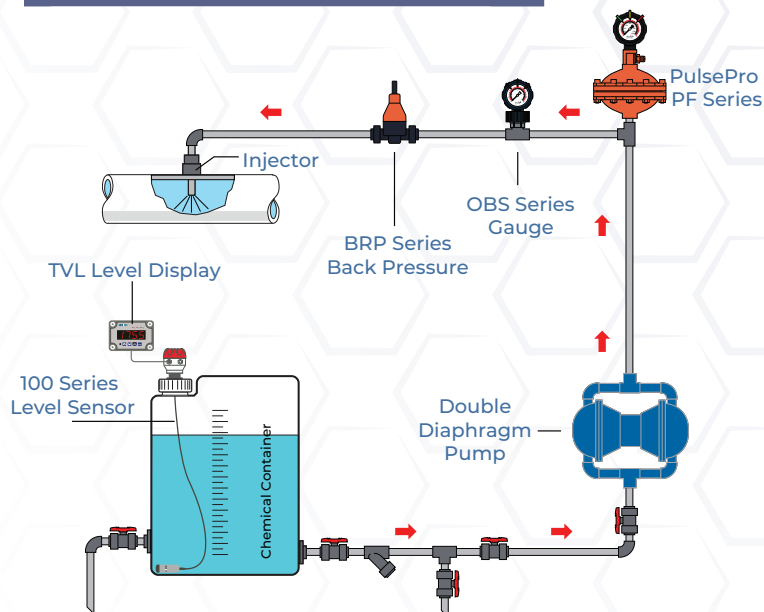 PulsePro
PF Series
Injector
OBS Series
Gauge
BRP Series
Back Pressure
TVL Level Display
100 Series
Level Sensor
Chemical Container
Double
Diaphragm
Pump